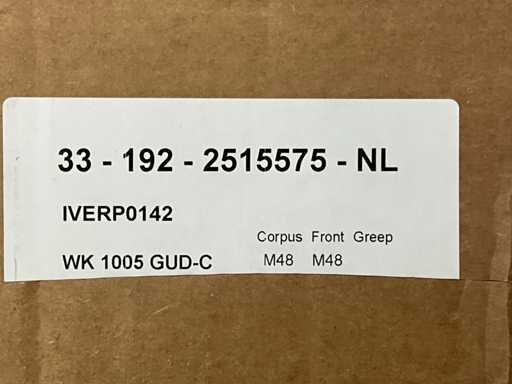 33 - 192 - 2515575 - NL
IVERP0142
Corpus Front Greep
WK 1005 GUD-C M48 M48